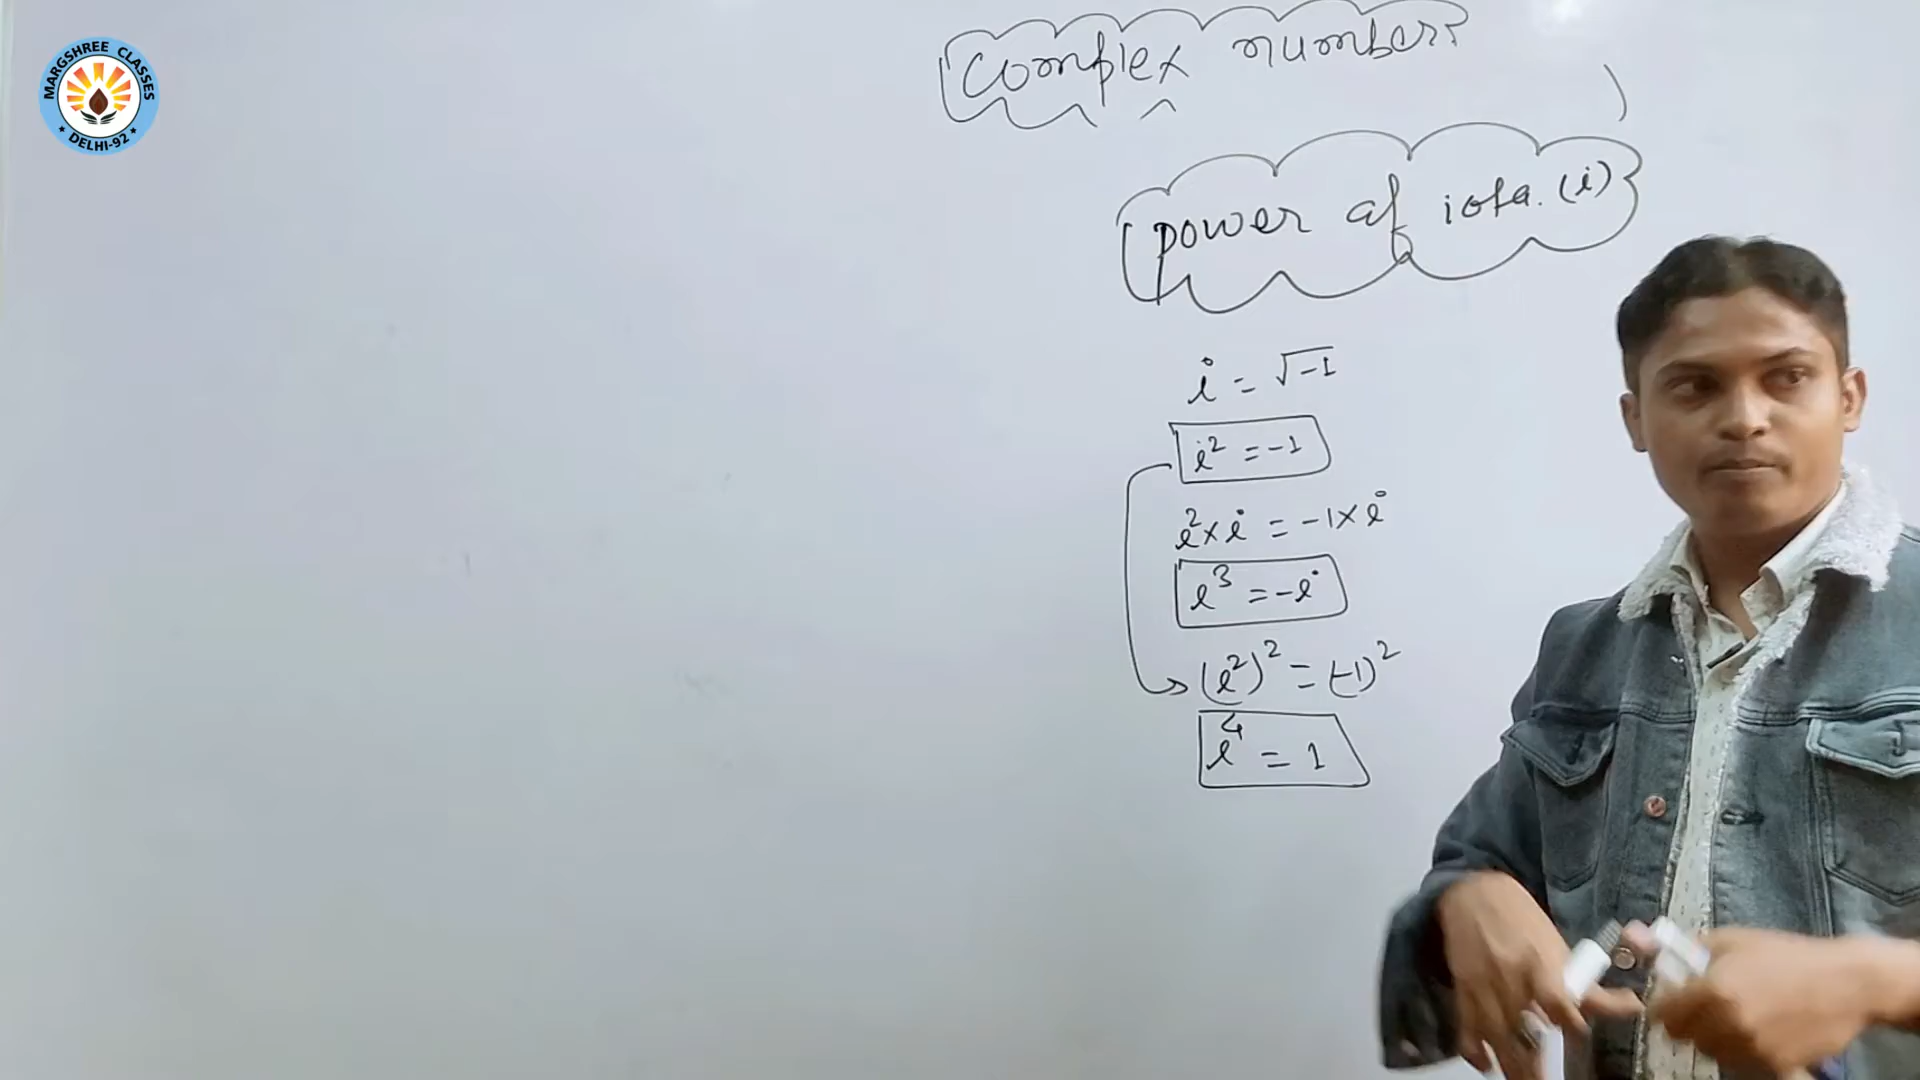 MARGSHREE CLASSES
DELHI-92
Complex numbers
power of iota. (i)
i = √-1
i² = -1
i² × i = -1 × i
i³ = -i
(i²)² = (-1)²
i⁴ = 1